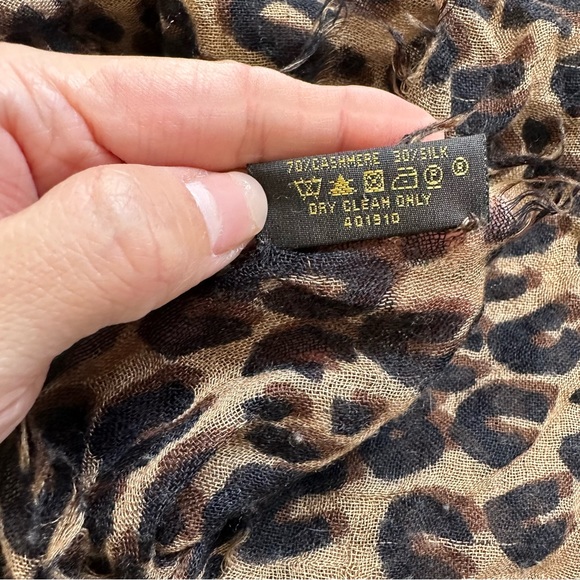 70/CASHMERE 30/SILK
DRY CLEAN ONLY
401910
®